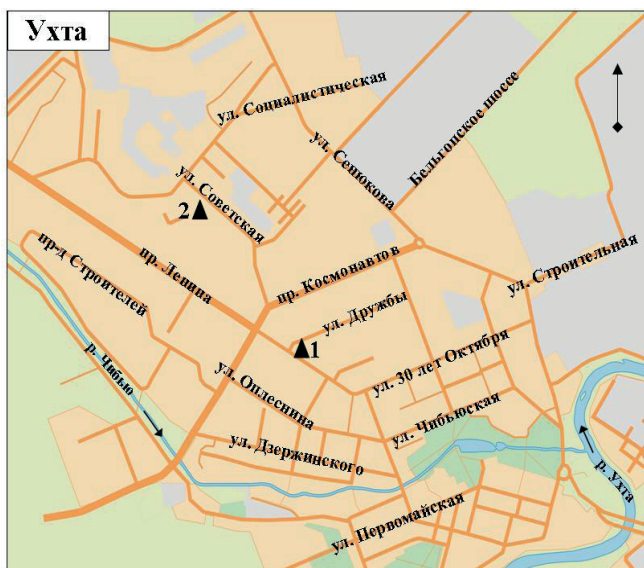 Ухта
ул. Социалистическая
ул. Сенюкова
Бельгопское шоссе
ул. Советская
2
пр-д Строителей
пр. Ленина
пр. Космонавтов
ул. Строительная
ул. Дружбы
1
р. Чибью
ул. Оплеснина
ул. 30 лет Октября
ул. Чибьюская
ул. Дзержинского
р. Ухта
ул. Первомайская